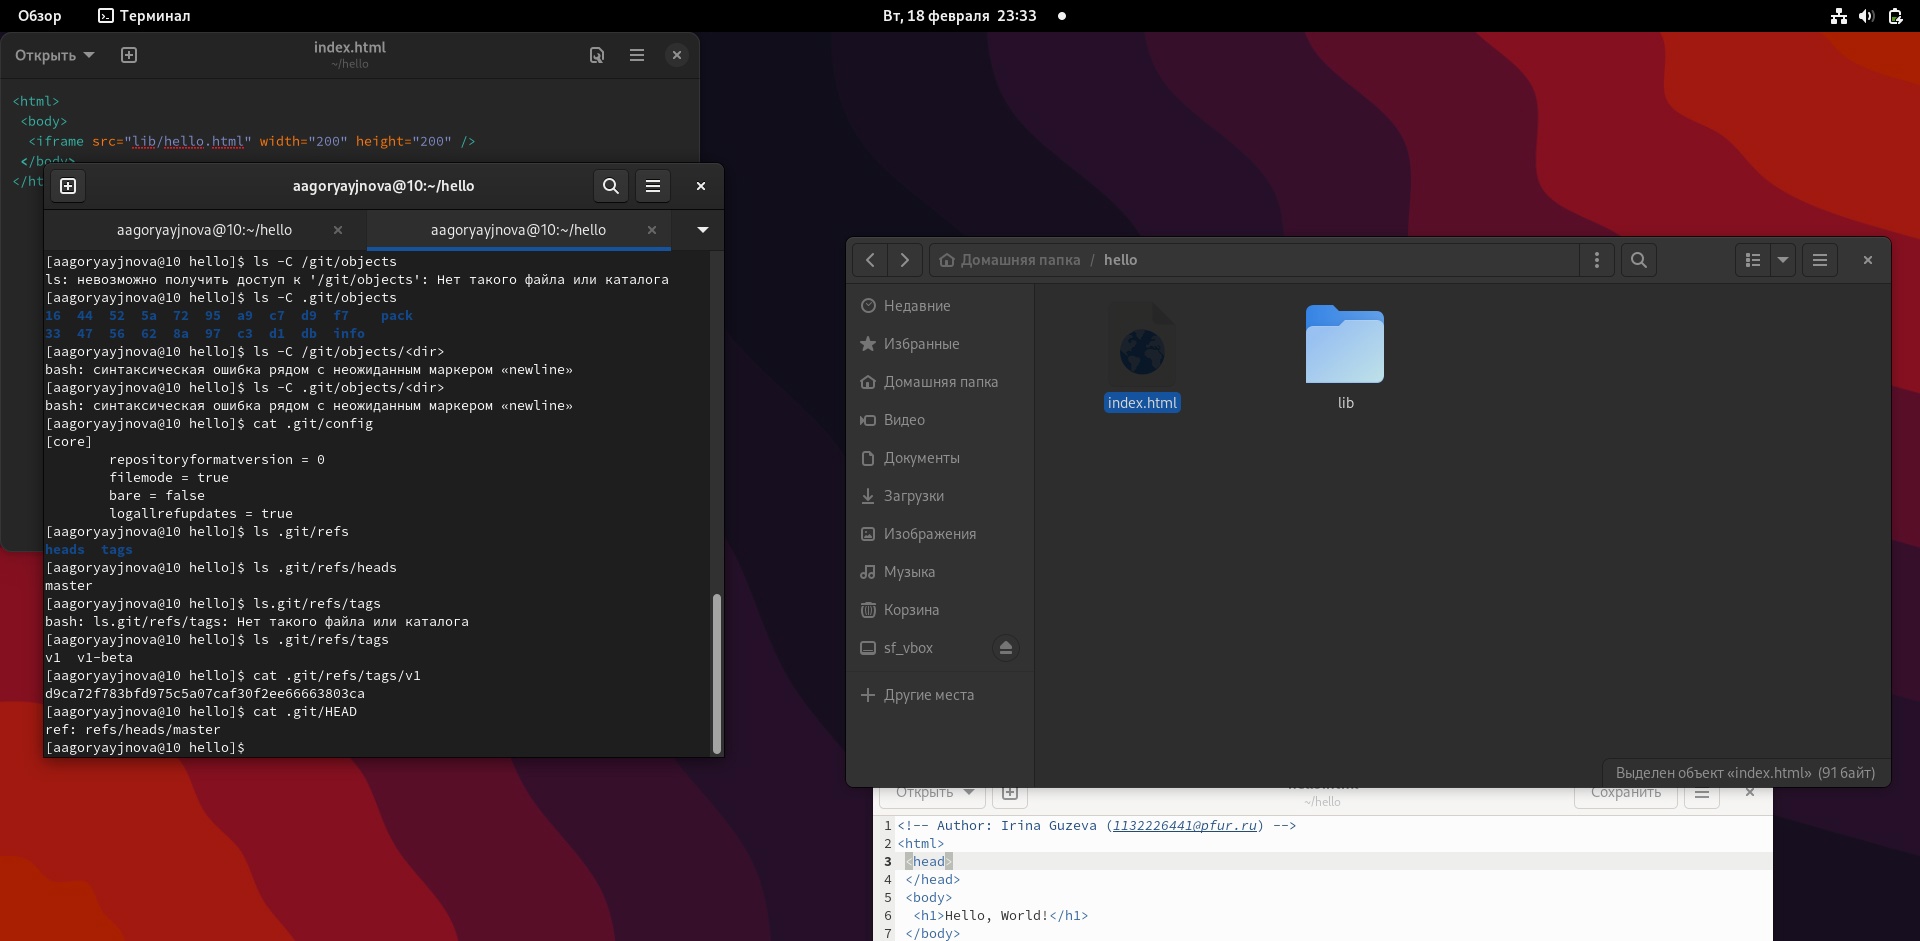 Обзор
Терминал
Вт, 18 февраля 23:33
Открыть
index.html
~/hello
<html>
<body>
<iframe src="lib/hello.html" width="200" height="200" />
</body>
</ht
aagoryayjnova@10:~/hello
aagoryayjnova@10:~/hello
aagoryayjnova@10:~/hello
[aagoryayjnova@10 hello]$ ls -C /git/objects
ls: невозможно получить доступ к '/git/objects': Нет такого файла или каталога
[aagoryayjnova@10 hello]$ ls -C .git/objects
16 44 52 5a 72 95 a9 c7 d9 f7 pack
33 47 56 62 8a 97 c3 d1 db info
[aagoryayjnova@10 hello]$ ls -C /git/objects/<dir>
bash: синтаксическая ошибка рядом с неожиданным маркером «newline»
[aagoryayjnova@10 hello]$ ls -C .git/objects/<dir>
bash: синтаксическая ошибка рядом с неожиданным маркером «newline»
[aagoryayjnova@10 hello]$ cat .git/config
[core]
repositoryformatversion = 0
filemode = true
bare = false
logallrefupdates = true
[aagoryayjnova@10 hello]$ ls .git/refs
heads tags
[aagoryayjnova@10 hello]$ ls .git/refs/heads
master
[aagoryayjnova@10 hello]$ ls.git/refs/tags
bash: ls.git/refs/tags: Нет такого файла или каталога
[aagoryayjnova@10 hello]$ ls .git/refs/tags
v1 v1-beta
[aagoryayjnova@10 hello]$ cat .git/refs/tags/v1
d9ca72f783bfd975c5a07caf30f2ee66663803ca
[aagoryayjnova@10 hello]$ cat .git/HEAD
ref: refs/heads/master
[aagoryayjnova@10 hello]$
Домашняя папка / hello
Недавние
Избранные
Домашняя папка
Видео
Документы
Загрузки
Изображения
Музыка
Корзина
sf_vbox
Другие места
index.html
lib
Выделен объект «index.html» (91 байт)
Открыть
~/hello
Сохранить
1 <!-- Author: Irina Guzeva (1132226441@pfur.ru) -->
2 <html>
3 <head>
4 </head>
5 <body>
6 <h1>Hello, World!</h1>
7 </body>